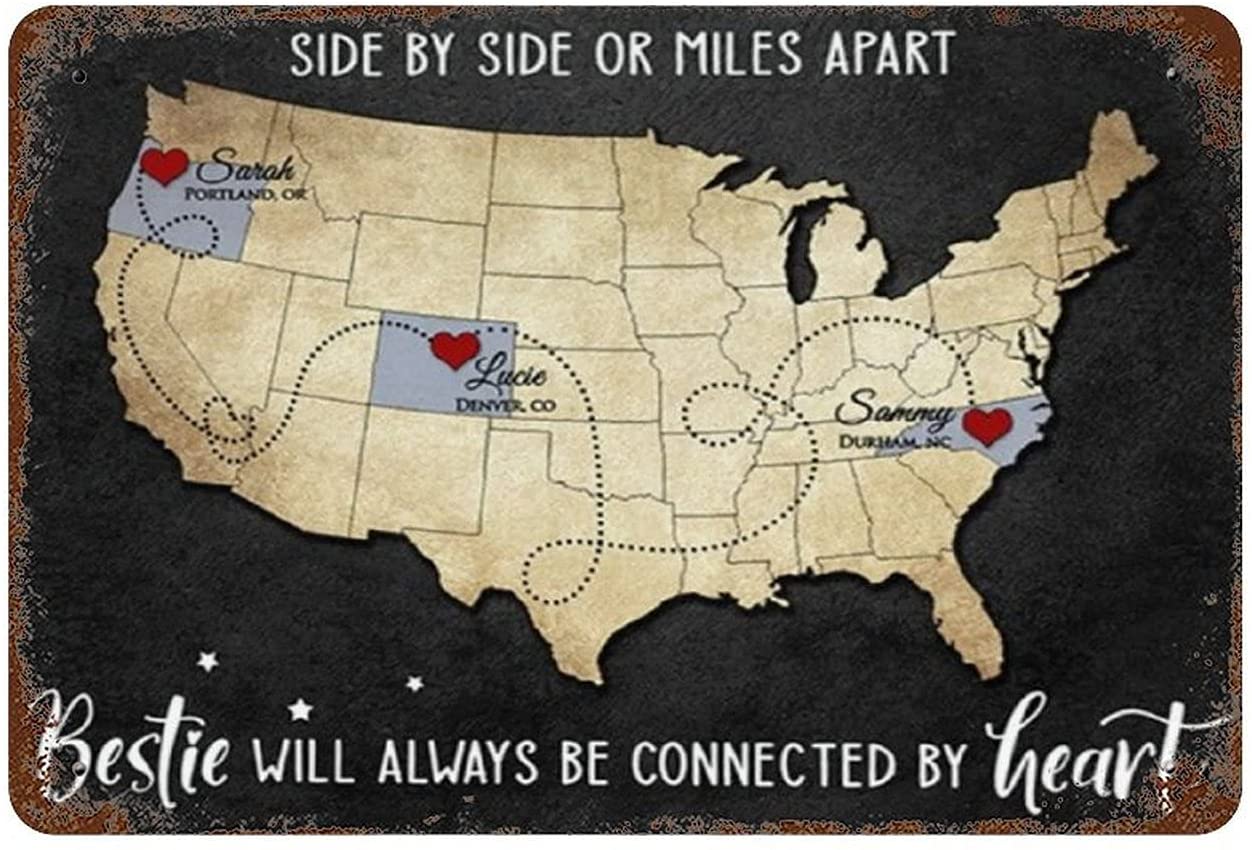 SIDE BY SIDE OR MILES APART
Sarah
PORTLAND, OR
Lucie
DENVER, CO
Sammy
DURHAM, NC
Bestie WILL ALWAYS BE CONNECTED BY heart